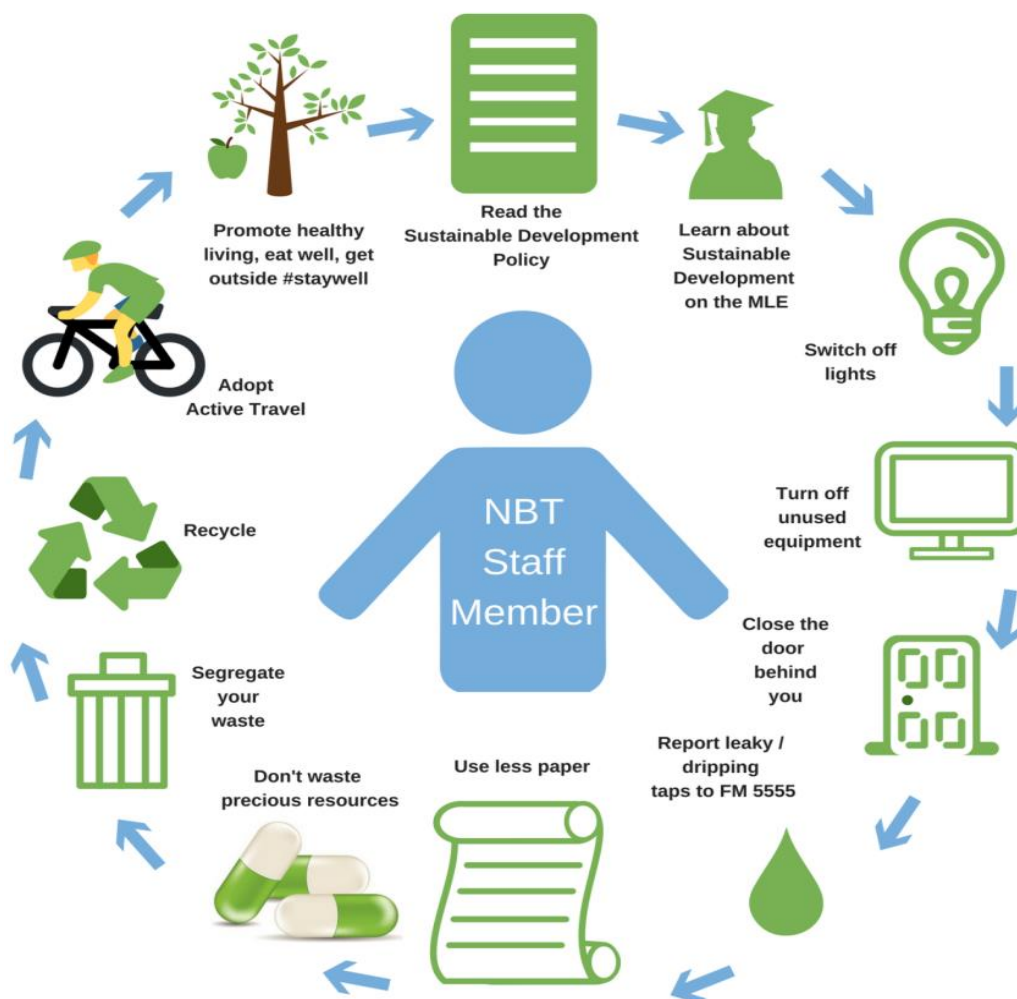 Promote healthy
living, eat well, get
outside #staywell
Read the
Sustainable Development
Policy
Learn about
Sustainable
Development
on the MLE
Switch off
lights
Turn off
unused
equipment
Close the
door
behind
you
Report leaky /
dripping
taps to FM 5555
Use less paper
Don't waste
precious resources
Segregate
your
waste
Recycle
Adopt
Active Travel
NBT
Staff
Member